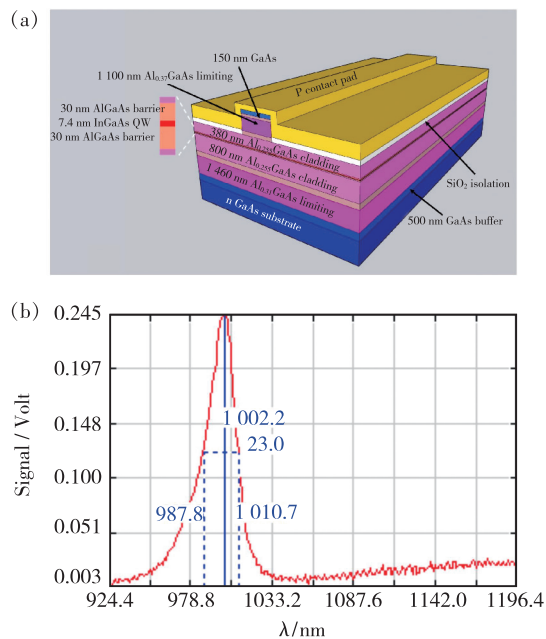 (a)
150 nm GaAs
1 100 nm Al0.37GaAs limiting
P contact pad
30 nm AlGaAs barrier
7.4 nm InGaAs QW
30 nm AlGaAs barrier
380 nm Al0.255GaAs cladding
800 nm Al0.255GaAs cladding
1 460 nm Al0.31GaAs limiting
n GaAs substrate
SiO2 isolation
500 nm GaAs buffer
(b)
0.245
0.197
0.148
0.100
0.051
0.003
Signal / Volt
1 002.2
23.0
987.8
1 010.7
924.4 978.8 1033.2 1087.6 1142.0 1196.4
λ/nm